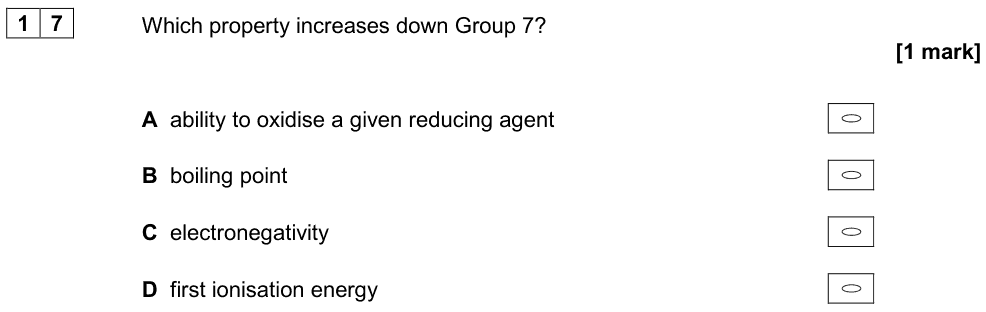 1 7 Which property increases down Group 7?
[1 mark]
A ability to oxidise a given reducing agent
B boiling point
C electronegativity
D first ionisation energy